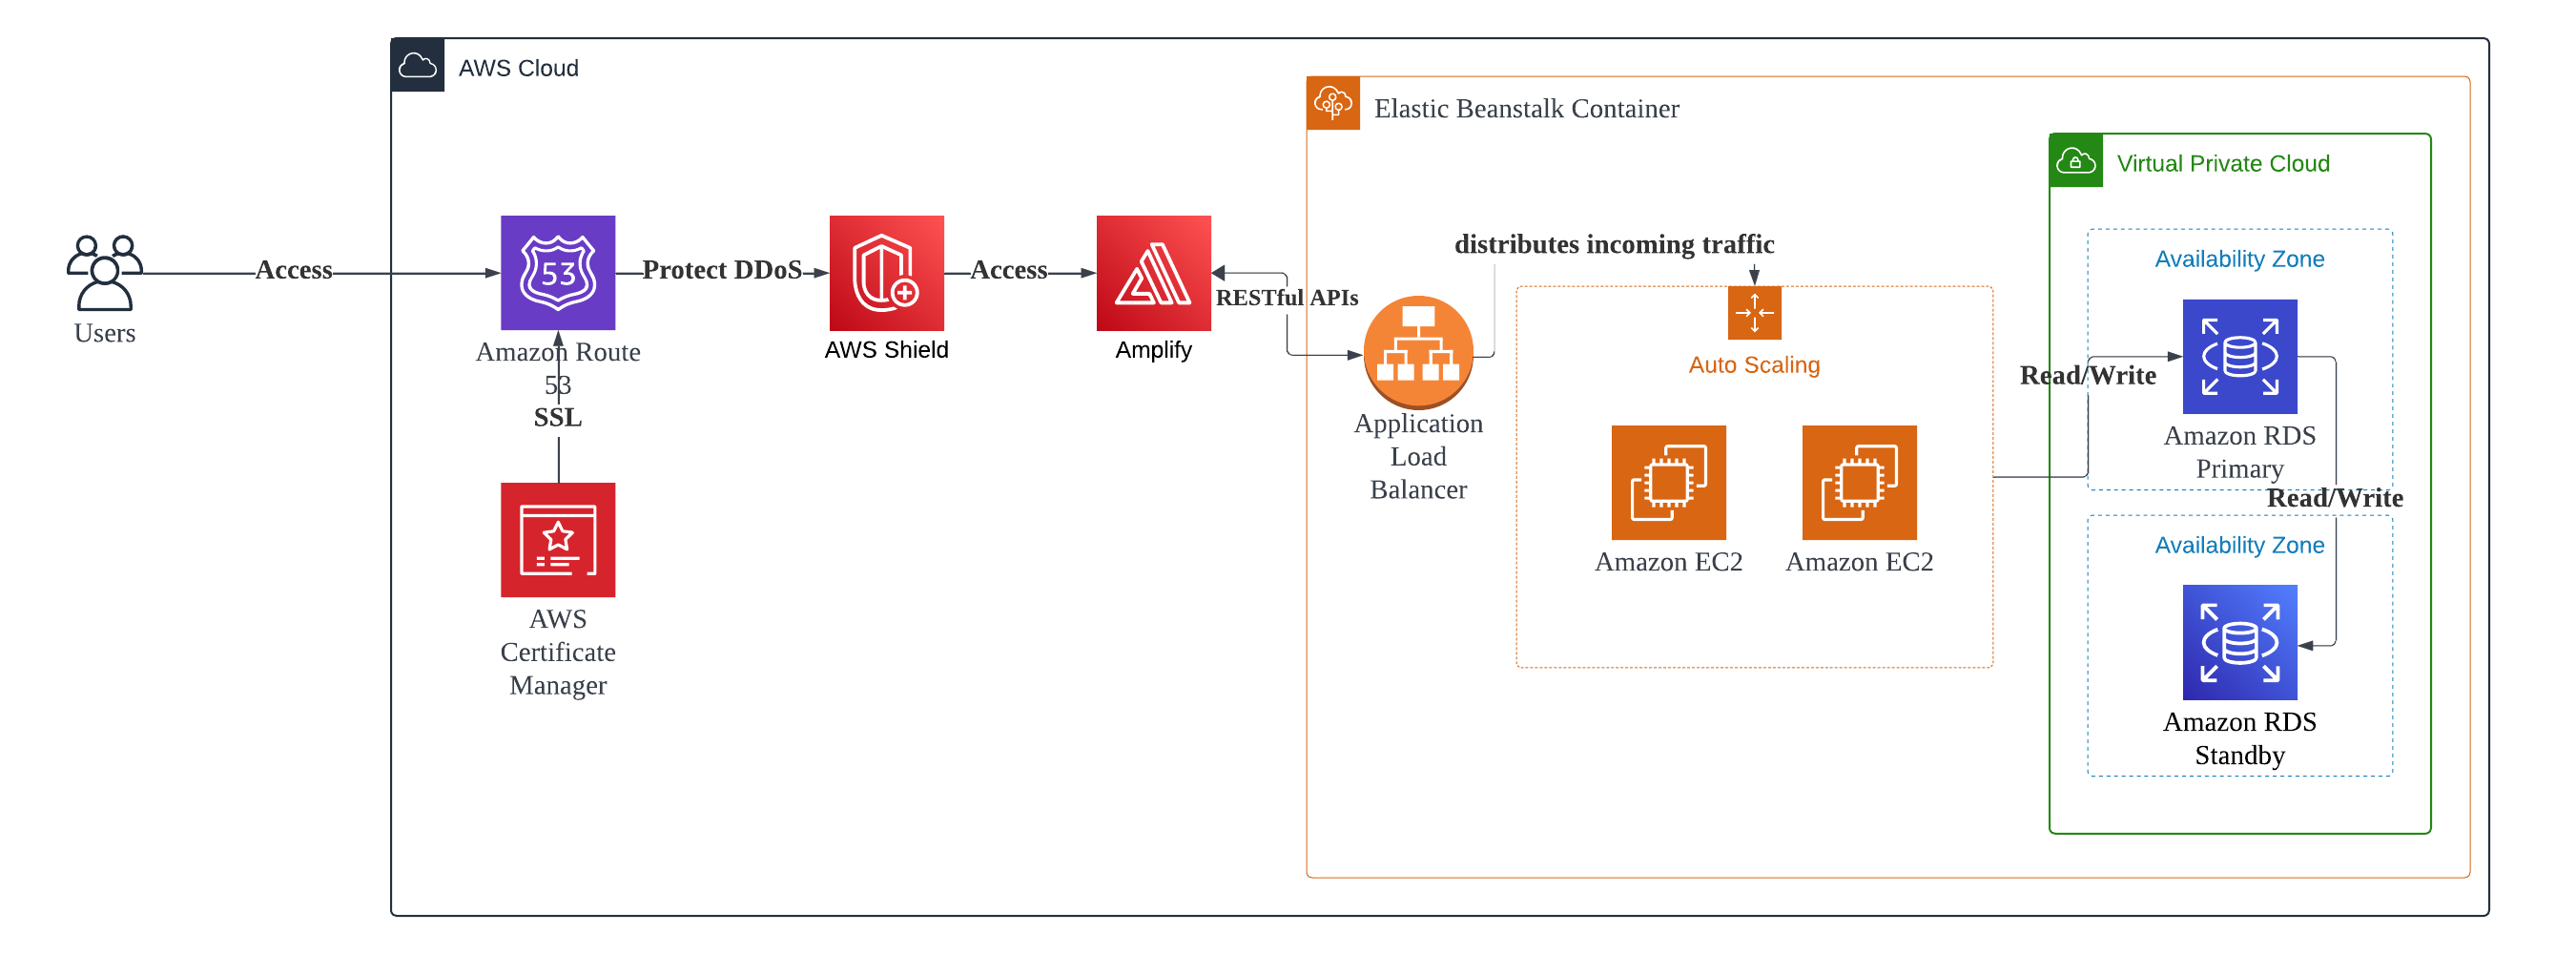 AWS Cloud
Elastic Beanstalk Container
Virtual Private Cloud
Users
Access
53
Amazon Route
53
SSL
AWS
Certificate
Manager
Protect DDoS
AWS Shield
Access
Amplify
RESTful APIs
Application
Load
Balancer
distributes incoming traffic
Auto Scaling
Amazon EC2
Amazon EC2
Read/Write
Availability Zone
Amazon RDS
Primary
Read/Write
Availability Zone
Amazon RDS
Standby